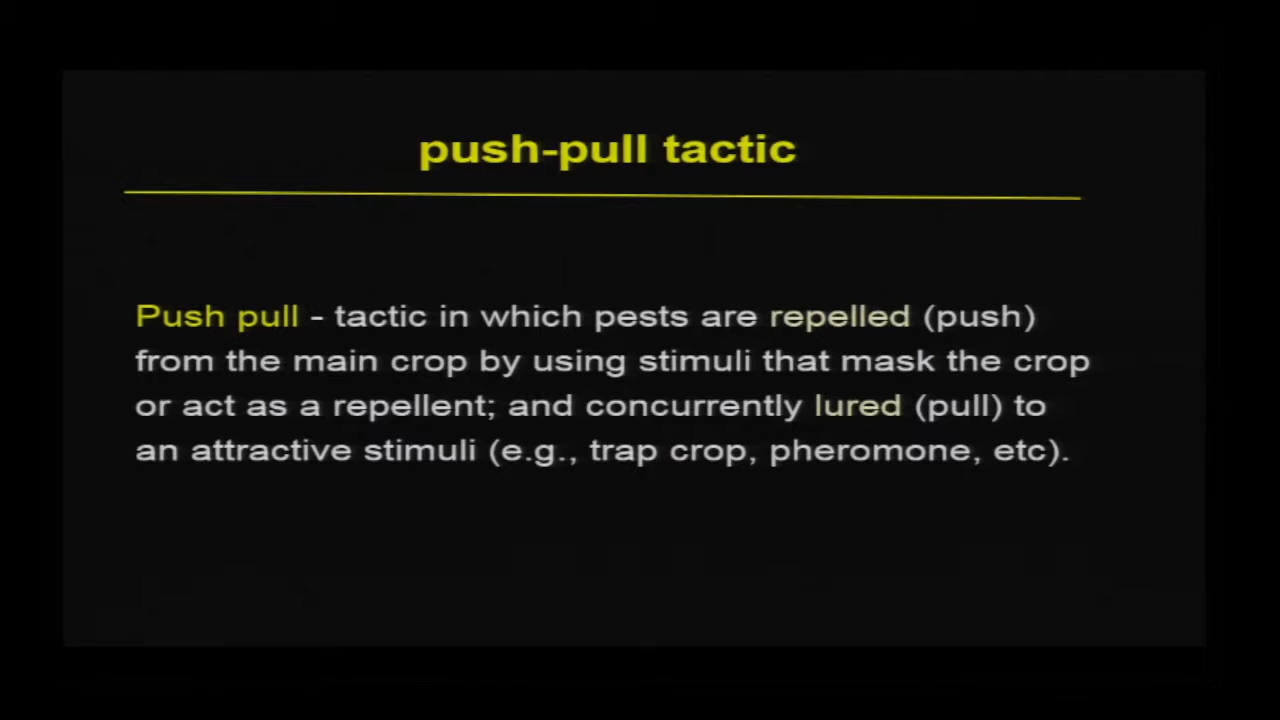 push-pull tactic
Push pull - tactic in which pests are repelled (push)
from the main crop by using stimuli that mask the crop
or act as a repellent; and concurrently lured (pull) to
an attractive stimuli (e.g., trap crop, pheromone, etc).